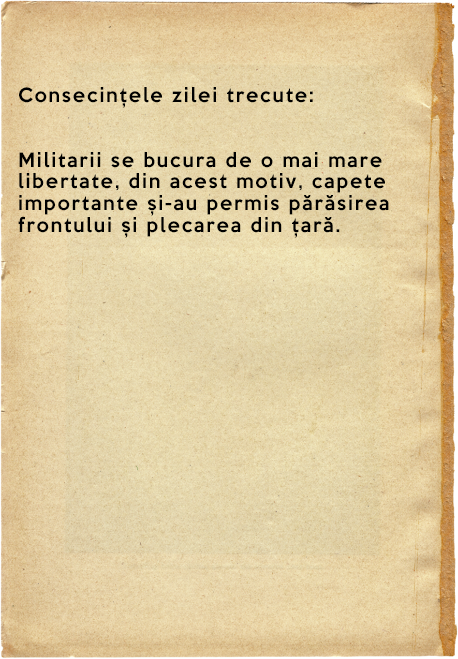 Consecințele zilei trecute:
Militarii se bucura de o mai mare
libertate, din acest motiv, capete
importante și-au permis părăsirea
frontului și plecarea din țară.